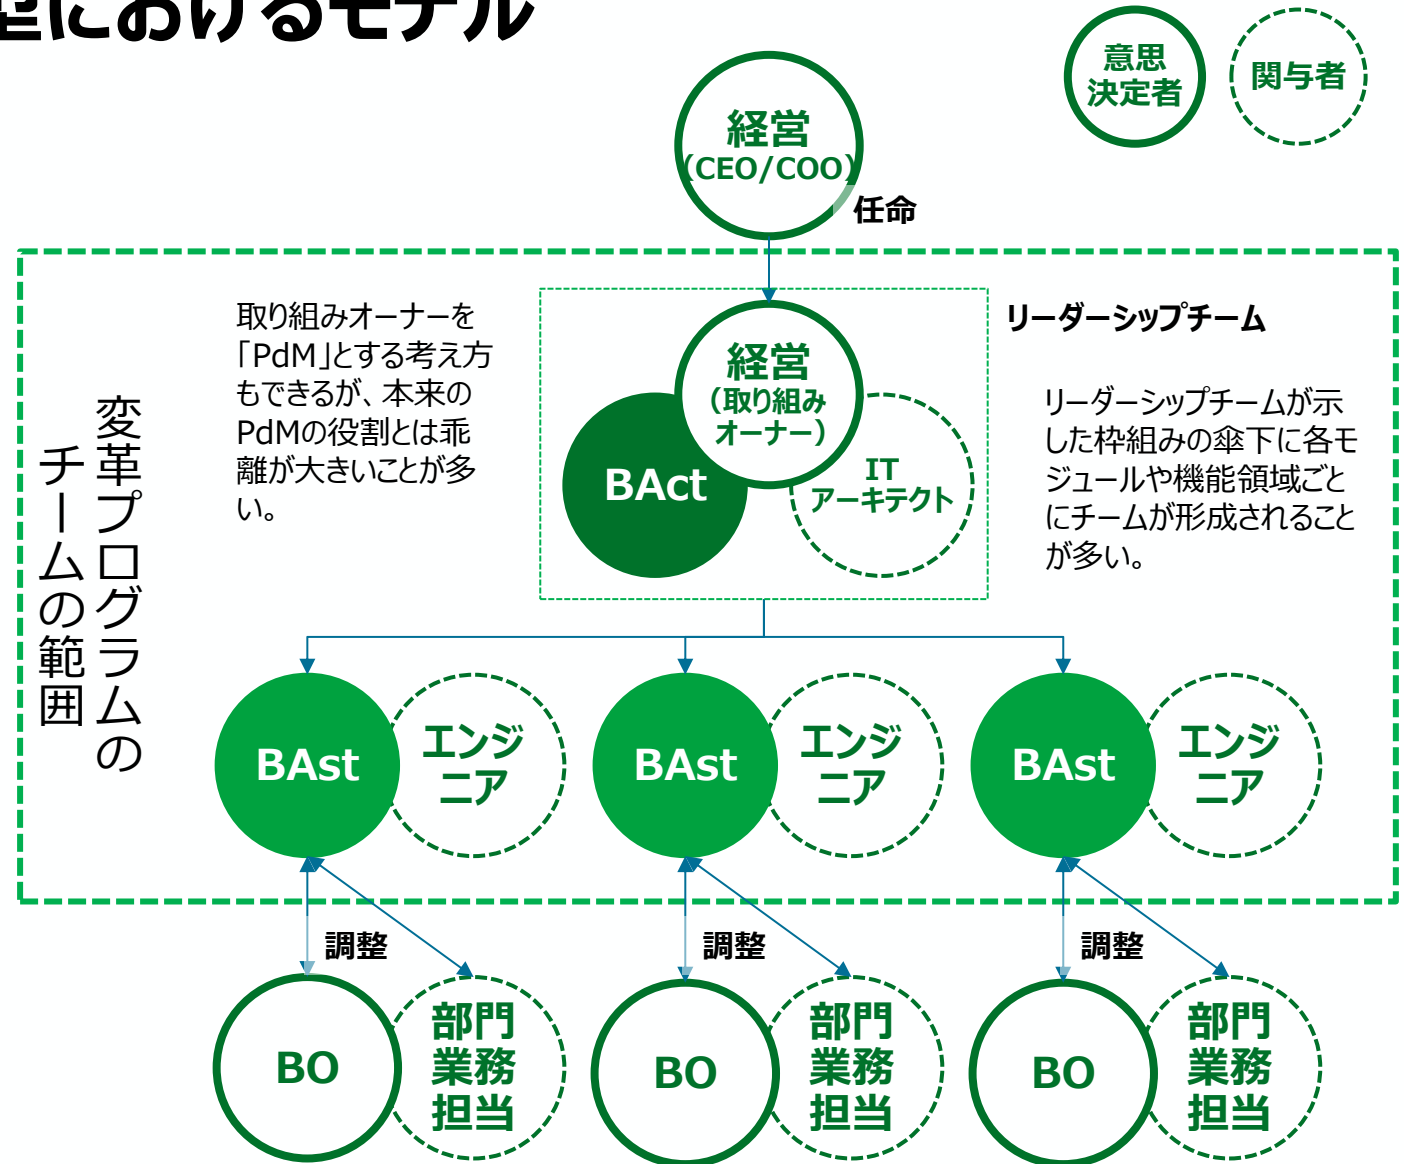 型におけるモデル
意思
決定者
関与者
経営
(CEO/COO)
任命
取り組みオーナーを
「PdM」とする考え方
もできるが、本来の
PdMの役割とは乖
離が大きいことが多
い。
経営
(取り組み
オーナー)
BAct
IT
アーキテクト
リーダーシップチーム
リーダーシップチームが示
した枠組みの傘下に各モ
ジュールや機能領域ごと
にチームが形成されること
が多い。
変革プログラムの
チームの範囲
BAst
エンジ
ニア
BAst
エンジ
ニア
BAst
エンジ
ニア
調整
調整
調整
BO
部門
業務
担当
BO
部門
業務
担当
BO
部門
業務
担当